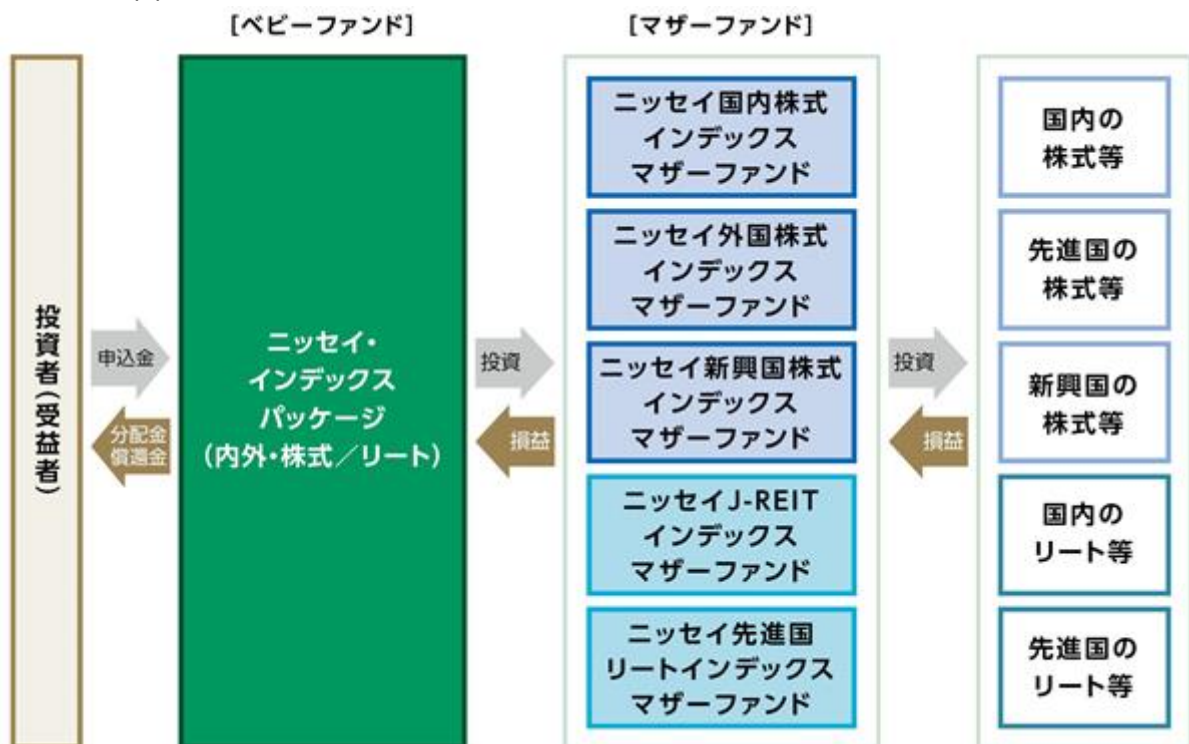 [ベビーファンド]
[マザーファンド]
投資者(受益者)
申込金
分配金
償還金
ニッセイ・
インデックス
パッケージ
(内外・株式/リート)
投資
損益
ニッセイ国内株式
インデックス
マザーファンド
ニッセイ外国株式
インデックス
マザーファンド
ニッセイ新興国株式
インデックス
マザーファンド
ニッセイJ-REIT
インデックス
マザーファンド
ニッセイ先進国
リートインデックス
マザーファンド
投資
損益
国内の
株式等
先進国の
株式等
新興国の
株式等
国内の
リート等
先進国の
リート等